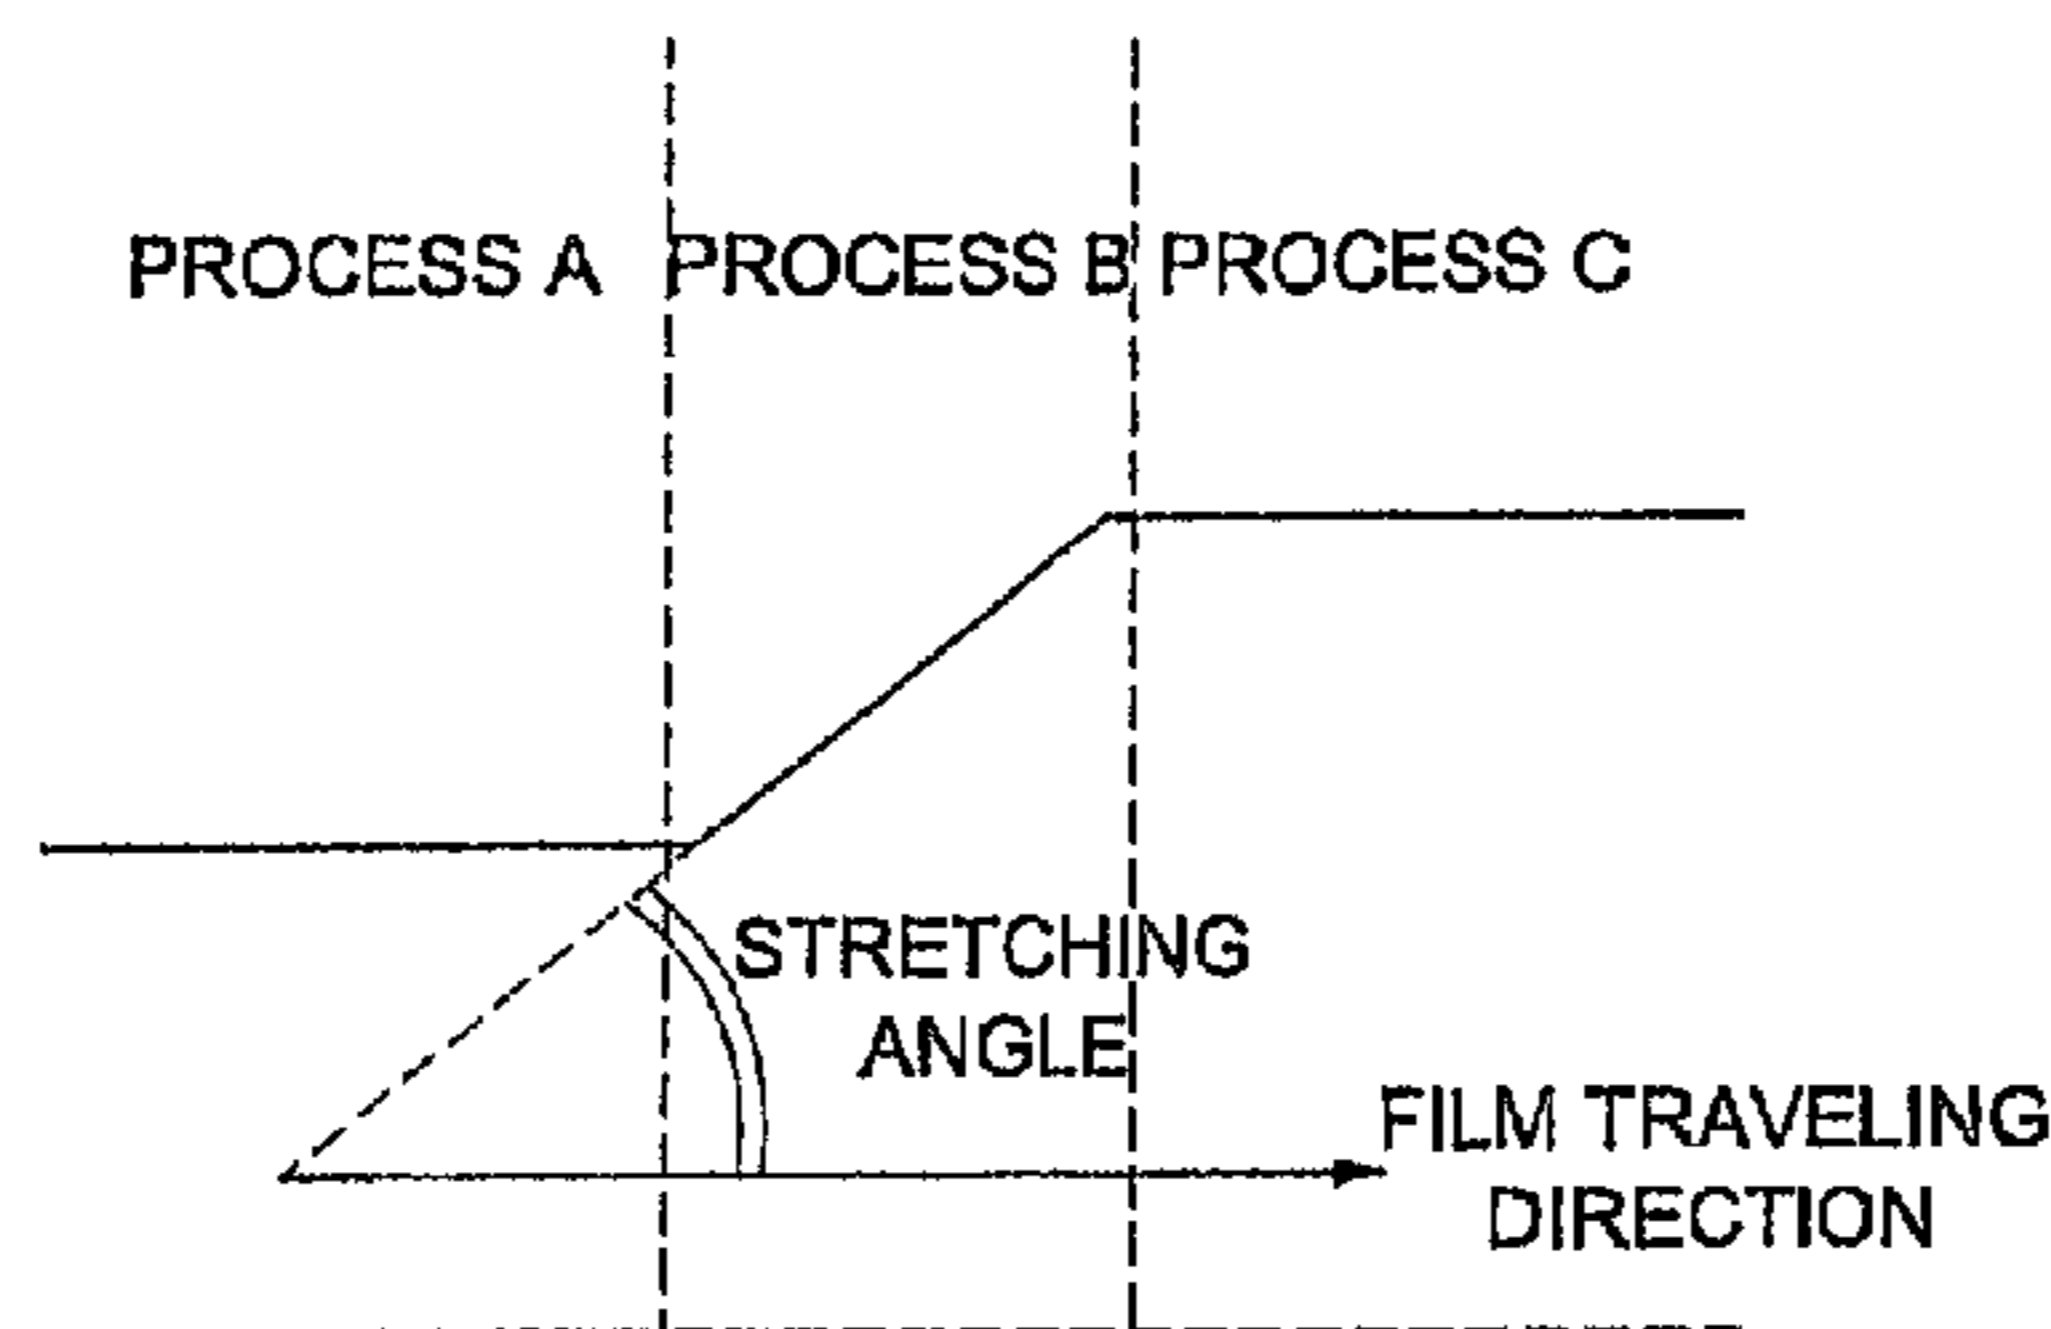 PROCESS A PROCESS B PROCESS C
STRETCHING
ANGLE
FILM TRAVELING
DIRECTION